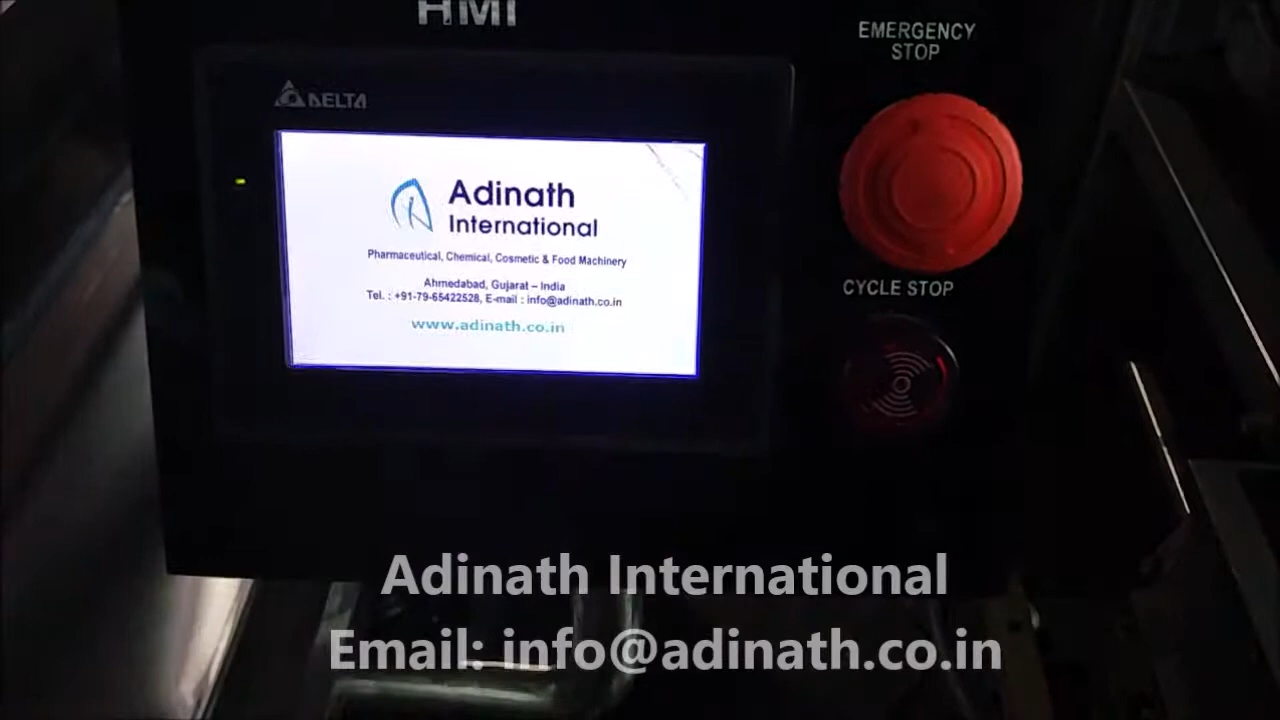 HMI
EMERGENCY
STOP
DELTA
Adinath
International
Pharmaceutical, Chemical, Cosmetic & Food Machinery
Ahmedabad, Gujarat – India
Tel. : +91-79-65422528, E-mail : info@adinath.co.in
www.adinath.co.in
CYCLE STOP
Adinath International
Email: info@adinath.co.in